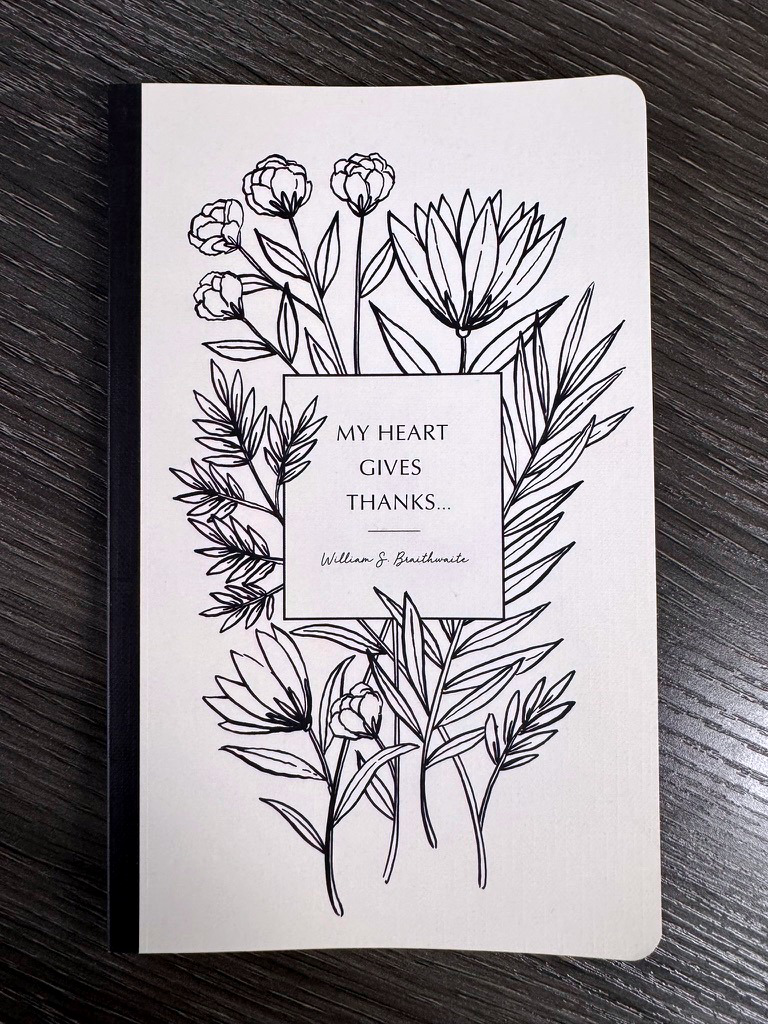 MY HEART
GIVES
THANKS...
William S. Braithwaite